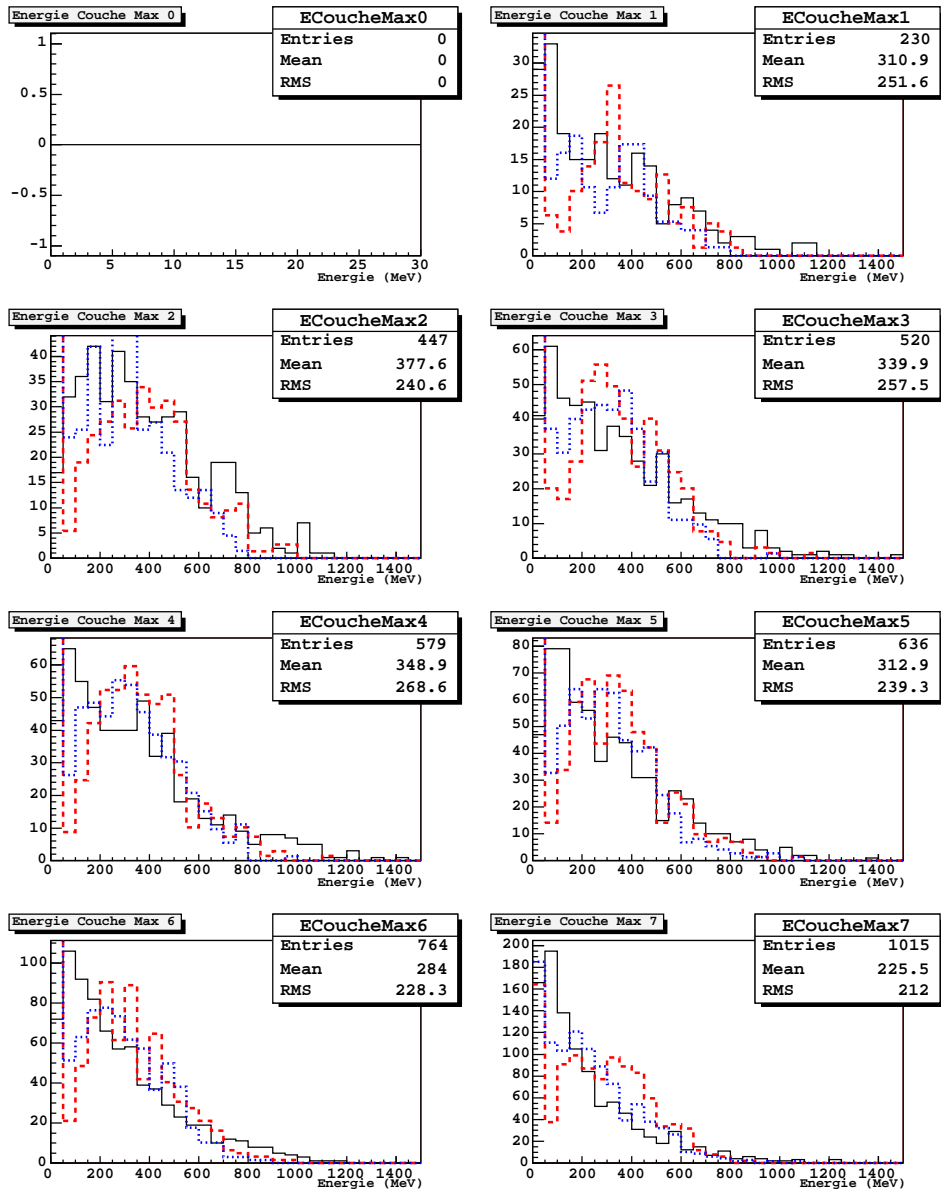 Energie Couche Max 0
ECoucheMax0
Entries 0
Mean 0
RMS 0
1
0.5
0
−0.5
−1
0 5 10 15 20 25 30
Energie (MeV)
Energie Couche Max 1
ECoucheMax1
Entries 230
Mean 310.9
RMS 251.6
30
25
20
15
10
5
0
0 200 400 600 800 1000 1200 1400
Energie (MeV)
Energie Couche Max 2
ECoucheMax2
Entries 447
Mean 377.6
RMS 240.6
40
35
30
25
20
15
10
5
0
0 200 400 600 800 1000 1200 1400
Energie (MeV)
Energie Couche Max 3
ECoucheMax3
Entries 520
Mean 339.9
RMS 257.5
60
50
40
30
20
10
0
0 200 400 600 800 1000 1200 1400
Energie (MeV)
Energie Couche Max 4
ECoucheMax4
Entries 579
Mean 348.9
RMS 268.6
60
50
40
30
20
10
0
0 200 400 600 800 1000 1200 1400
Energie (MeV)
Energie Couche Max 5
ECoucheMax5
Entries 636
Mean 312.9
RMS 239.3
80
70
60
50
40
30
20
10
0
0 200 400 600 800 1000 1200 1400
Energie (MeV)
Energie Couche Max 6
ECoucheMax6
Entries 764
Mean 284
RMS 228.3
100
80
60
40
20
0
0 200 400 600 800 1000 1200 1400
Energie (MeV)
Energie Couche Max 7
ECoucheMax7
Entries 1015
Mean 225.5
RMS 212
200
180
160
140
120
100
80
60
40
20
0
0 200 400 600 800 1000 1200 1400
Energie (MeV)